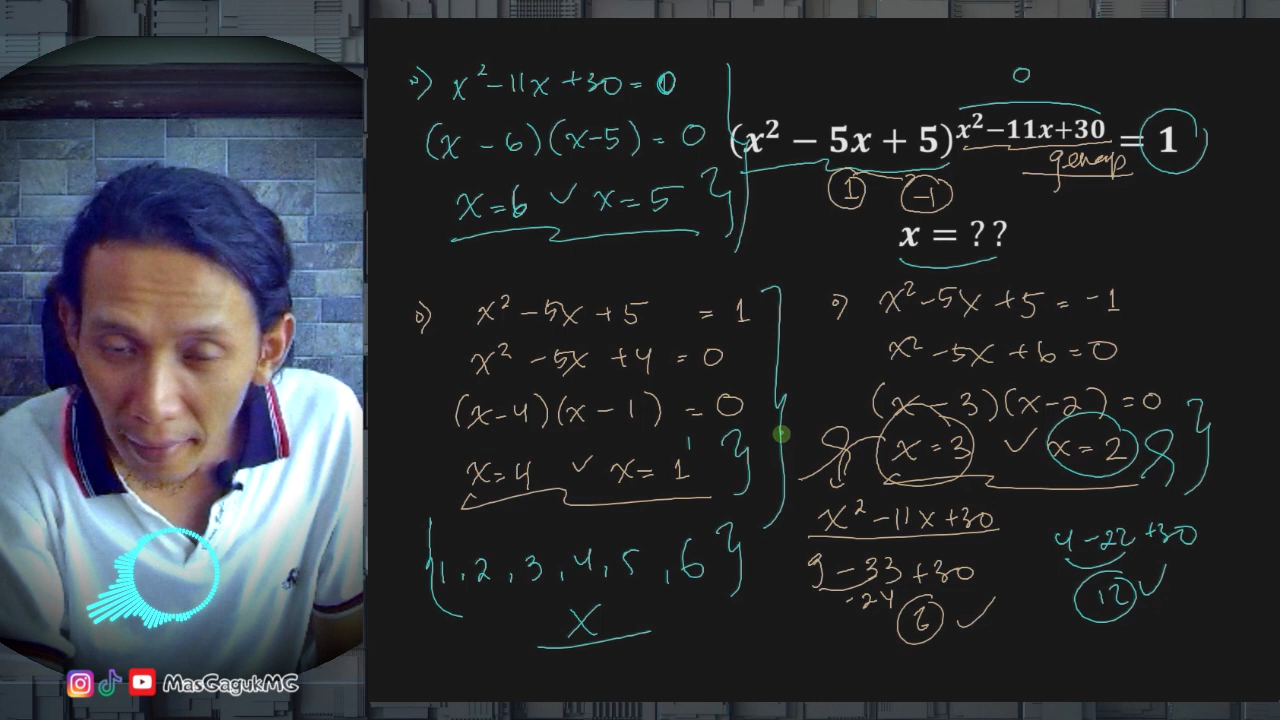 x² - 11x + 30 = 0
(x - 6)(x - 5) = 0
x = 6 ∨ x = 5 }
0
(x² − 5x + 5)^{x²−11x+30} = 1
genap
1 -1
x = ??
x² - 5x + 5 = 1
x² - 5x + 4 = 0
(x - 4)(x - 1) = 0
x = 4 ∨ x = 1 }
{1, 2, 3, 4, 5, 6}
x
x² - 5x + 5 = -1
x² - 5x + 6 = 0
(x - 3)(x - 2) = 0
x = 3 ∨ x = 2 }
x² - 11x + 30
9 - 33 + 30
-24
6 ✓
4 - 22 + 30
12 ✓
MasGagukMG